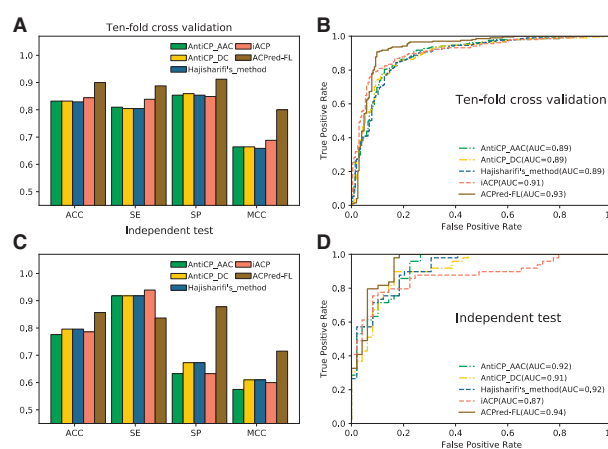 A
Ten-fold cross validation
AntiCP_AAC
AntiCP_DC
Hajisharifi's_method
iACP
ACPred-FL
0.9
0.8
0.7
0.6
0.5
ACC SE SP MCC
B
True Positive Rate
1.0
0.8
0.6
0.4
0.2
0.0
Ten-fold cross validation
AntiCP_AAC(AUC=0.89)
AntiCP_DC(AUC=0.89)
Hajisharifi's_method(AUC=0.89)
iACP(AUC=0.91)
ACPred-FL(AUC=0.93)
0.0 0.2 0.4 0.6 0.8 1
False Positive Rate
C
Independent test
AntiCP_AAC
AntiCP_DC
Hajisharifi's_method
iACP
ACPred-FL
0.9
0.8
0.7
0.6
0.5
ACC SE SP MCC
D
True Positive Rate
1.0
0.8
0.6
0.4
0.2
0.0
Independent test
AntiCP_AAC(AUC=0.92)
AntiCP_DC(AUC=0.91)
Hajisharifi's_method(AUC=0,92)
iACP(AUC=0.87)
ACPred-FL(AUC=0.94)
0.0 0.2 0.4 0.6 0.8 1
False Positive Rate